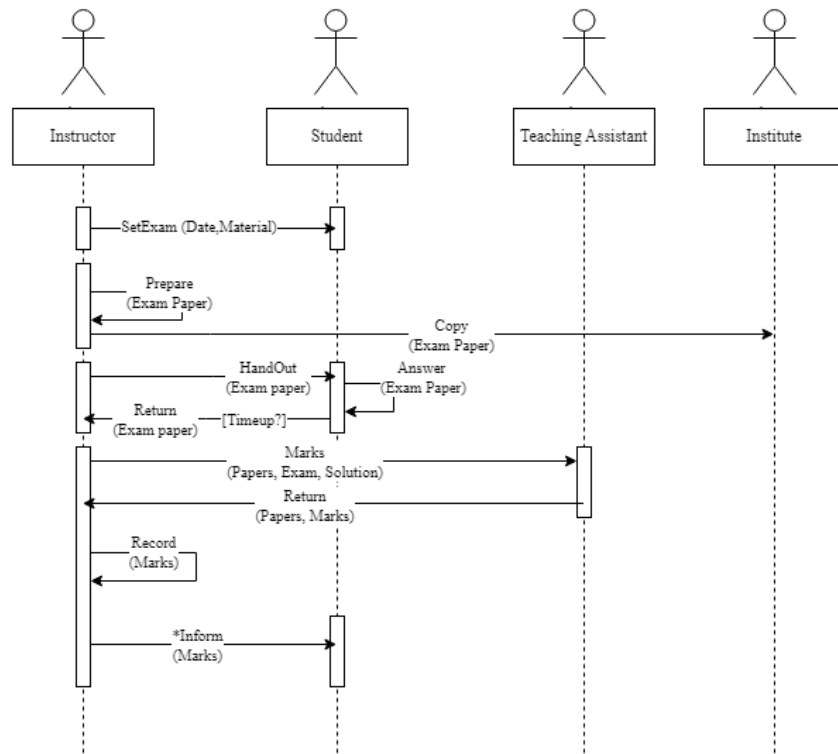 Instructor
Student
Teaching Assistant
Institute
SetExam (Date,Material)
Prepare
(Exam Paper)
Copy
(Exam Paper)
HandOut
(Exam paper)
Answer
(Exam Paper)
Return
(Exam paper)
[Timeup?]
Marks
(Papers, Exam, Solution)
Return
(Papers, Marks)
Record
(Marks)
*Inform
(Marks)